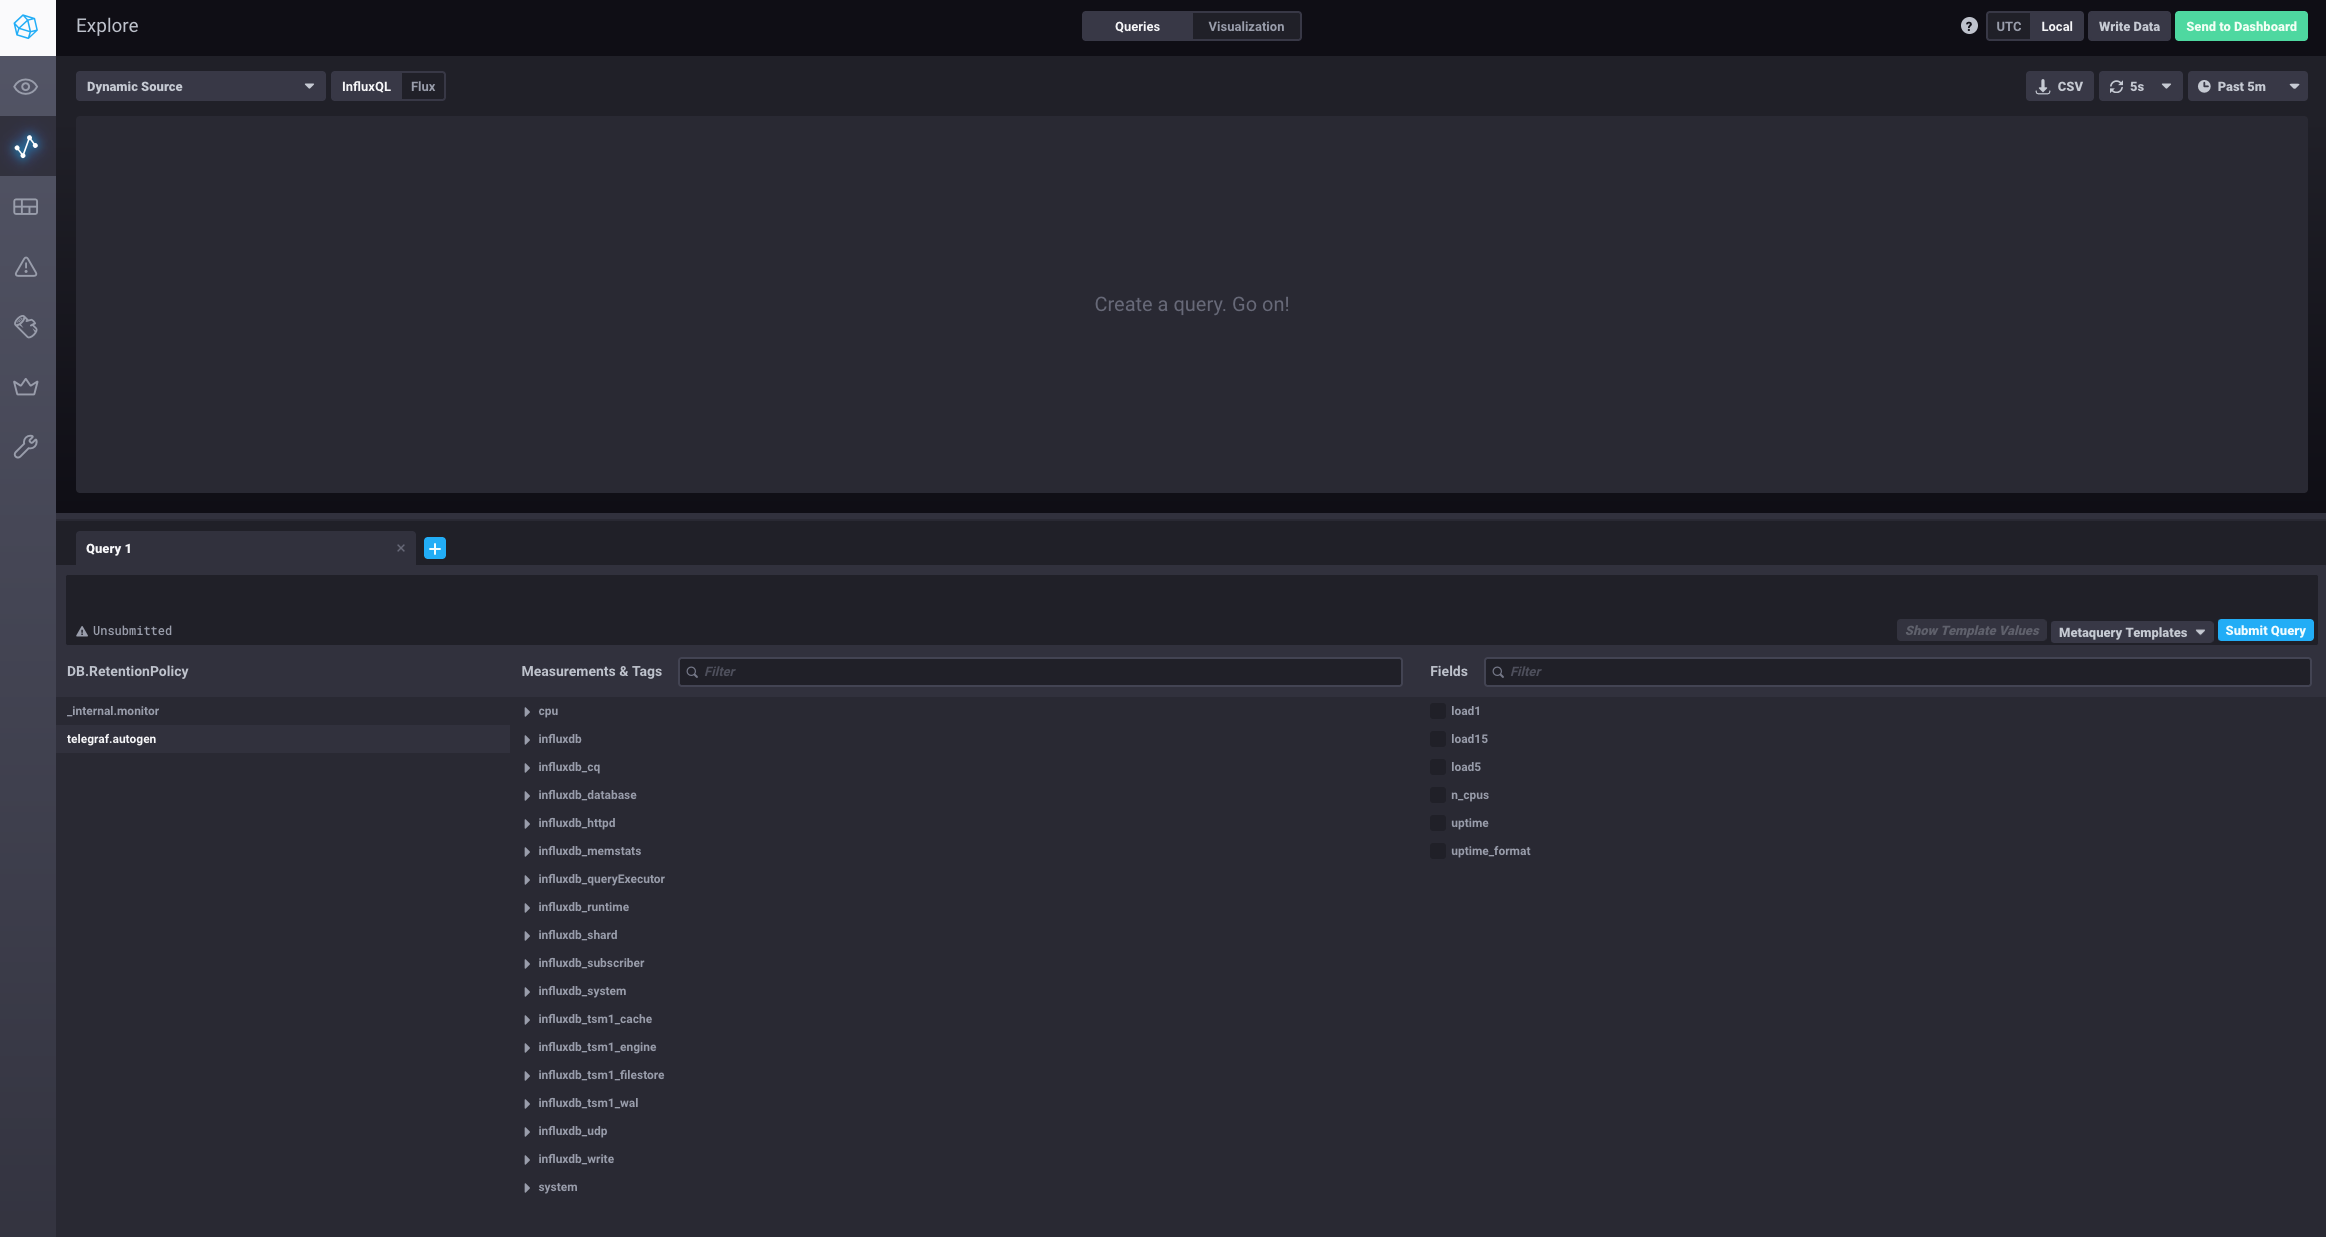 Explore
Queries
Visualization
UTC
Local
Write Data
Send to Dashboard
Dynamic Source
InfluxQL
Flux
CSV
5s
Past 5m
Create a query. Go on!
Query 1
Unsubmitted
Show Template Values
Metaquery Templates
Submit Query
DB.RetentionPolicy
_internal.monitor
telegraf.autogen
Measurements & Tags
Filter
cpu
influxdb
influxdb_cq
influxdb_database
influxdb_httpd
influxdb_memstats
influxdb_queryExecutor
influxdb_runtime
influxdb_shard
influxdb_subscriber
influxdb_system
influxdb_tsm1_cache
influxdb_tsm1_engine
influxdb_tsm1_filestore
influxdb_tsm1_wal
influxdb_udp
influxdb_write
system
Fields
Filter
load1
load15
load5
n_cpus
uptime
uptime_format